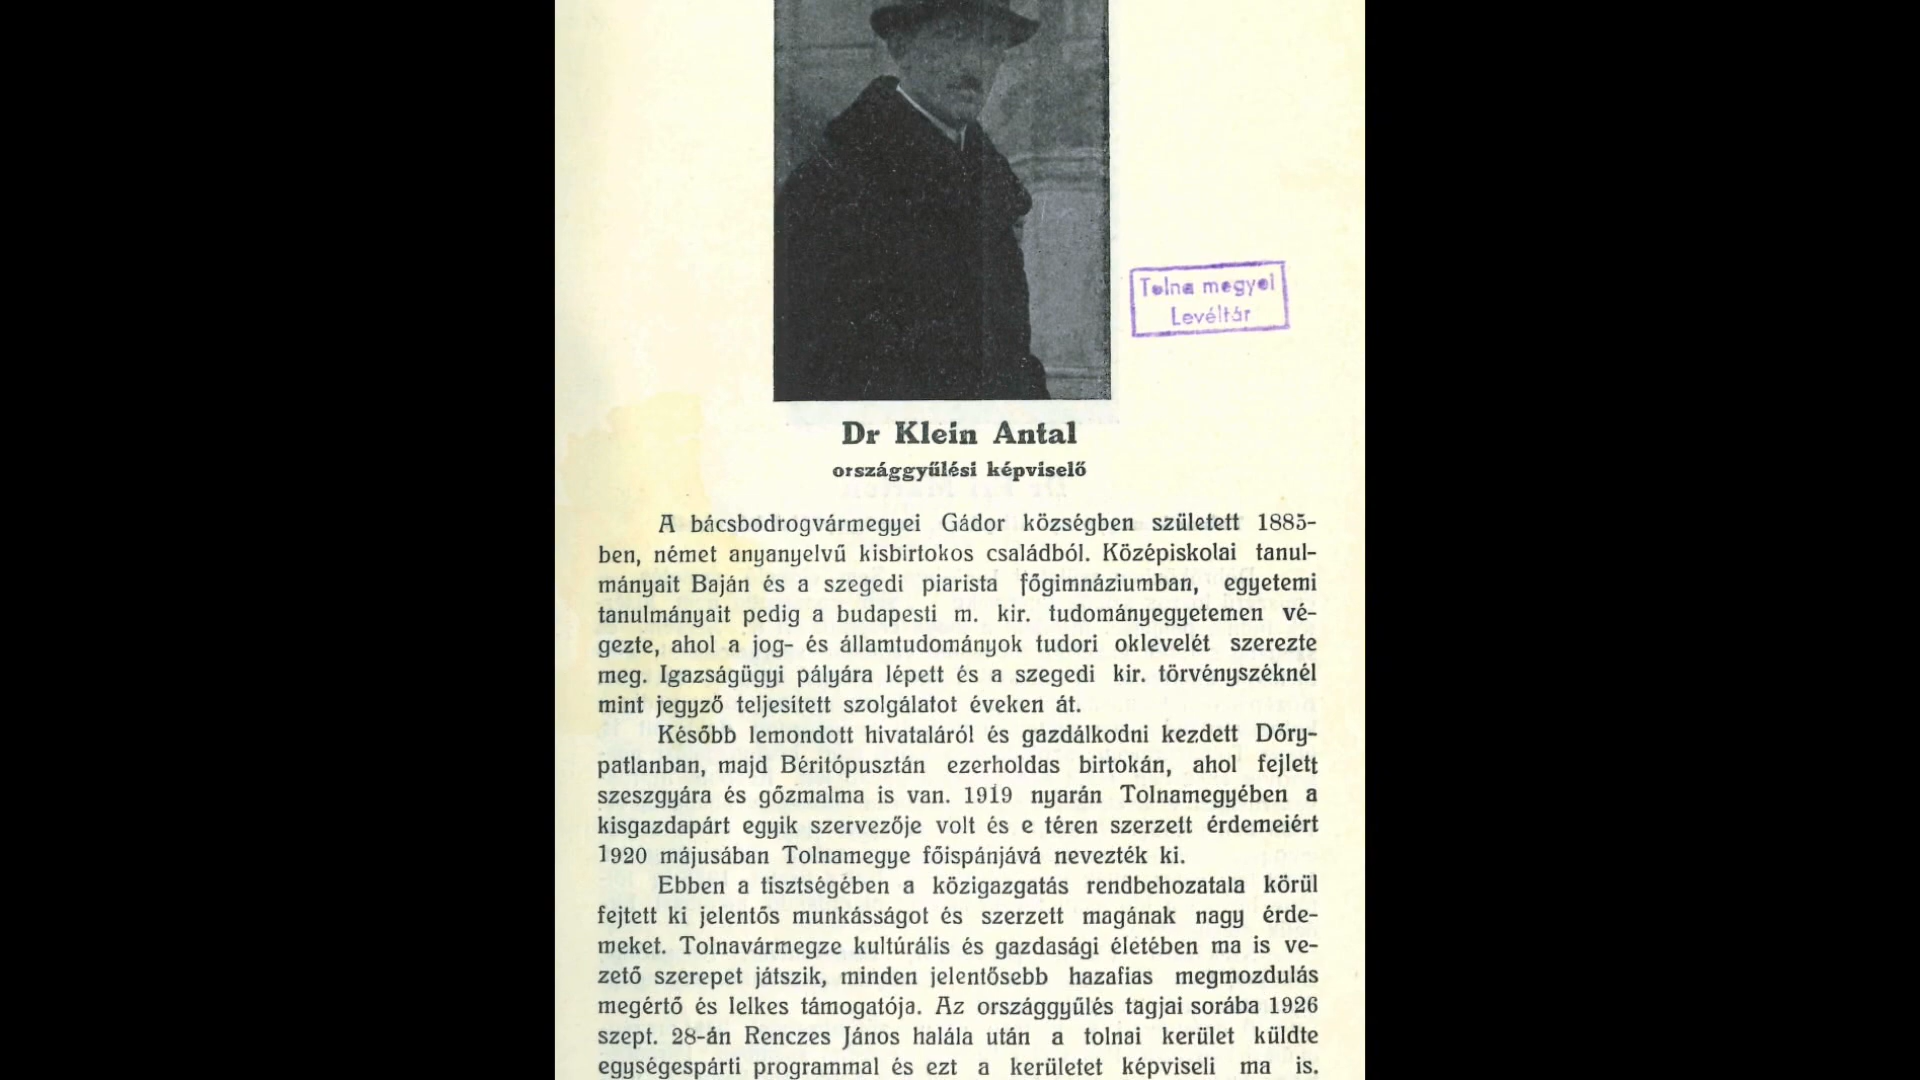 Tolna megyei
Levéltár
Dr Klein Antal
országgyűlési képviselő
A bácsbodrogvármegyei Gádor községben született 1885-
ben, német anyanyelvű kisbirtokos családból. Középiskolai tanul-
mányait Baján és a szegedi piarista főgimnáziumban, egyetemi
tanulmányait pedig a budapesti m. kir. tudományegyetemen vé-
gezte, ahol a jog- és államtudományok tudori oklevelét szerezte
meg. Igazságügyi pályára lépett és a szegedi kir. törvényszéknél
mint jegyző teljesített szolgálatot éveken át.
Később lemondott hivataláról és gazdálkodni kezdett Dőry-
patlanban, majd Béritópusztán ezerholdas birtokán, ahol fejlett
szeszgyára és gőzmalma is van. 1919 nyarán Tolnamegyében a
kisgazdapárt egyik szervezője volt és e téren szerzett érdemeiért
1920 májusában Tolnamegye főispánjává nevezték ki.
Ebben a tisztségében a közigazgatás rendbehozatala körül
fejtett ki jelentős munkásságot és szerzett magának nagy érde-
meket. Tolnavármegze kultúrális és gazdasági életében ma is ve-
zető szerepet játszik, minden jelentősebb hazafias megmozdulás
megértő és lelkes támogatója. Az országgyűlés tagjai sorába 1926
szept. 28-án Renczes János halála után a tolnai kerület küldte
egységespárti programmal és ezt a kerületet képviseli ma is.